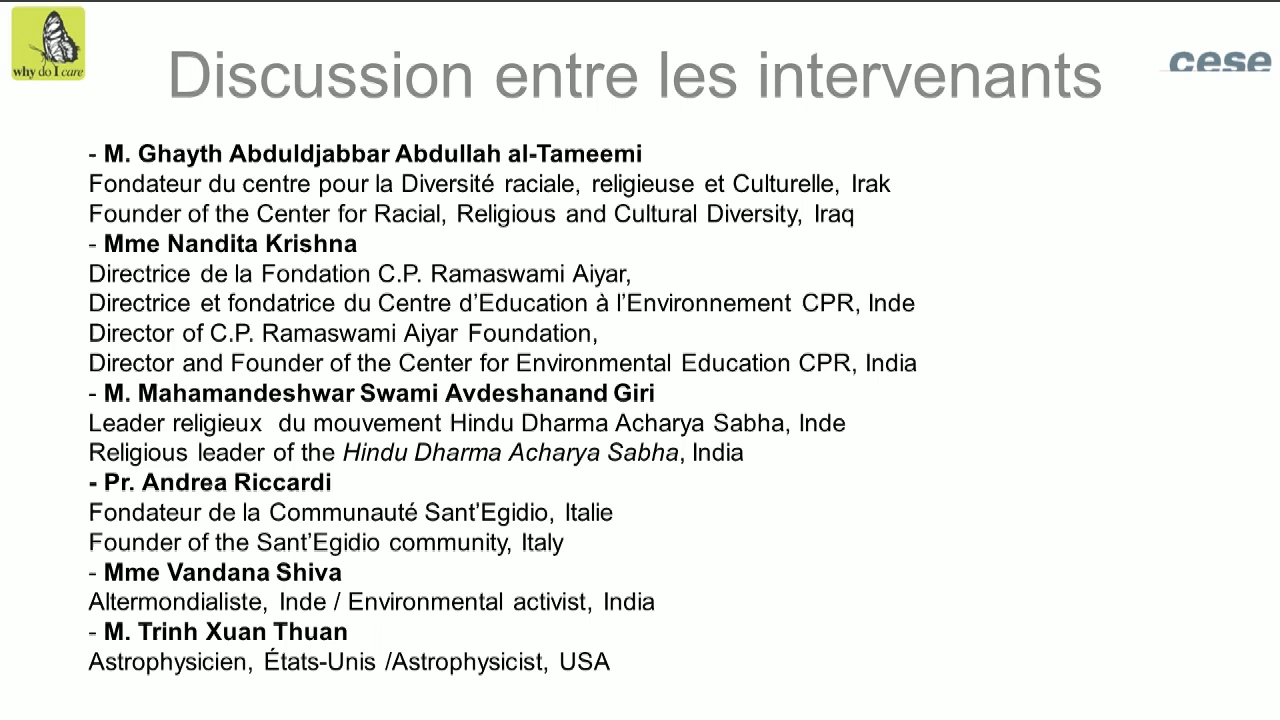 why do I care
cese
Discussion entre les intervenants
- M. Ghayth Abduldjabbar Abdullah al-Tameemi
Fondateur du centre pour la Diversité raciale, religieuse et Culturelle, Irak
Founder of the Center for Racial, Religious and Cultural Diversity, Iraq
- Mme Nandita Krishna
Directrice de la Fondation C.P. Ramaswami Aiyar,
Directrice et fondatrice du Centre d’Education à l’Environnement CPR, Inde
Director of C.P. Ramaswami Aiyar Foundation,
Director and Founder of the Center for Environmental Education CPR, India
- M. Mahamandeshwar Swami Avdeshanand Giri
Leader religieux du mouvement Hindu Dharma Acharya Sabha, Inde
Religious leader of the Hindu Dharma Acharya Sabha, India
- Pr. Andrea Riccardi
Fondateur de la Communauté Sant’Egidio, Italie
Founder of the Sant’Egidio community, Italy
- Mme Vandana Shiva
Altermondialiste, Inde / Environmental activist, India
- M. Trinh Xuan Thuan
Astrophysicien, États-Unis /Astrophysicist, USA